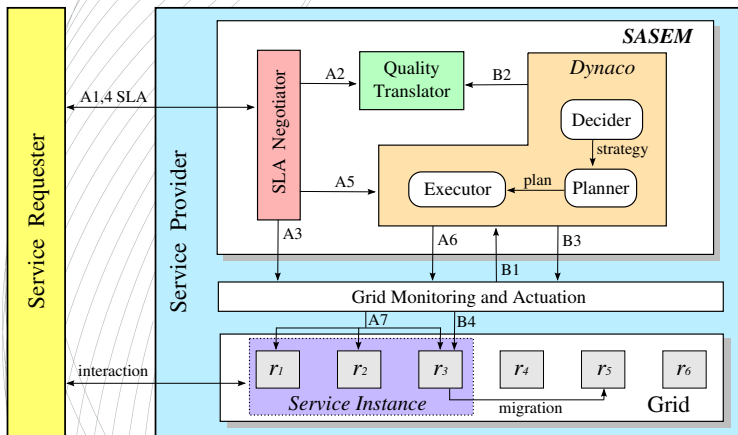 SASEM
Service Requester
Service Provider
A1,4 SLA
SLA Negotiator
A2
Quality
Translator
B2
Dynaco
Decider
strategy
Planner
plan
Executor
A5
A3
A6
B1
B3
Grid Monitoring and Actuation
A7
B4
interaction
r1
r2
r3
r4
r5
r6
Service Instance
migration
Grid